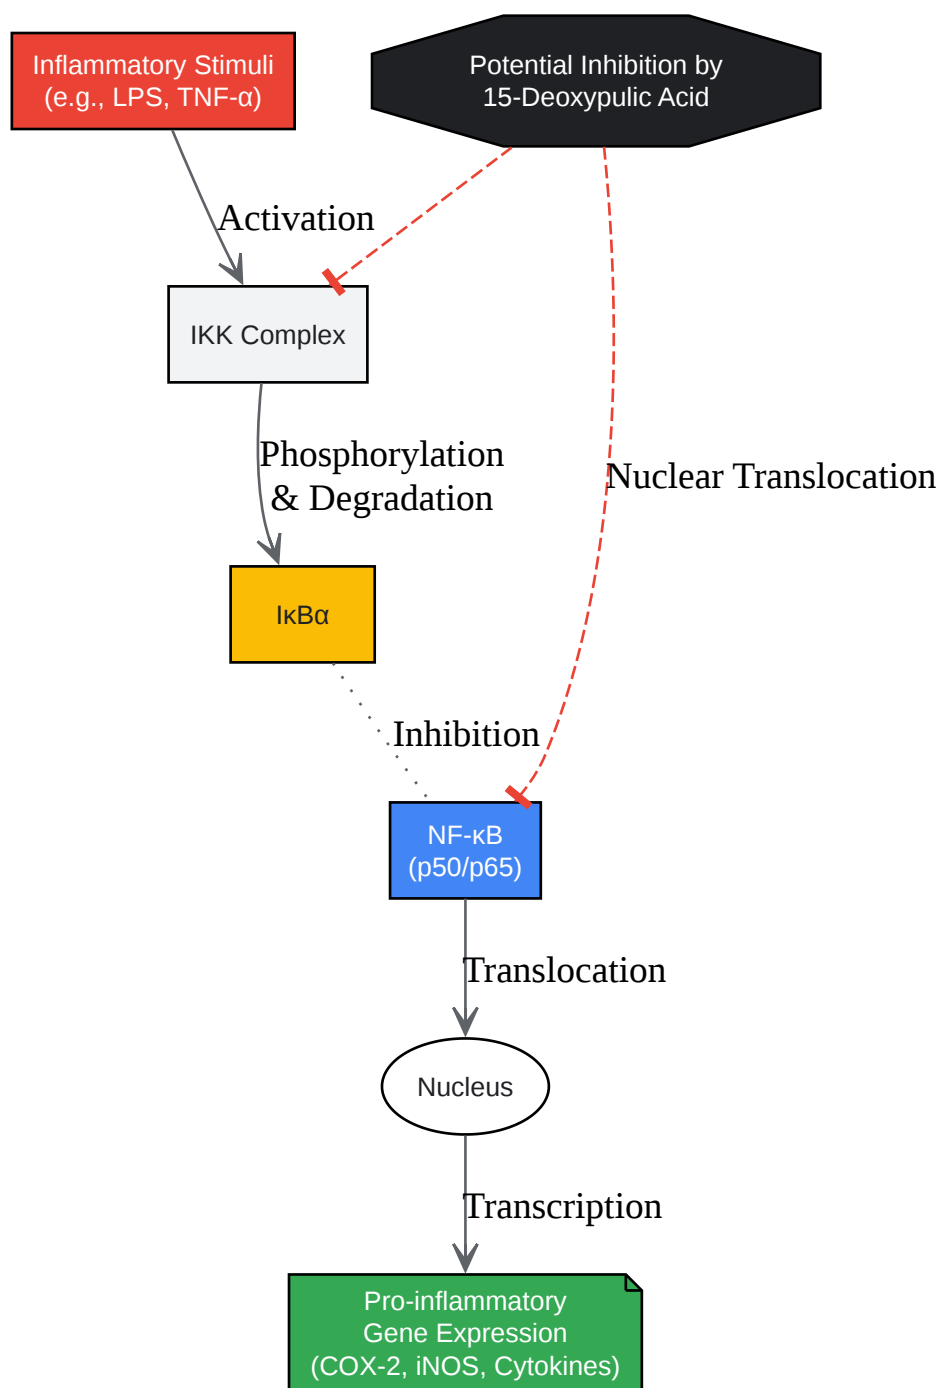 Inflammatory Stimuli
(e.g., LPS, TNF-α)
Potential Inhibition by
15-Deoxypulic Acid
Activation
IKK Complex
Phosphorylation
& Degradation
Nuclear Translocation
IκBα
Inhibition
NF-κB
(p50/p65)
Translocation
Nucleus
Transcription
Pro-inflammatory
Gene Expression
(COX-2, iNOS, Cytokines)